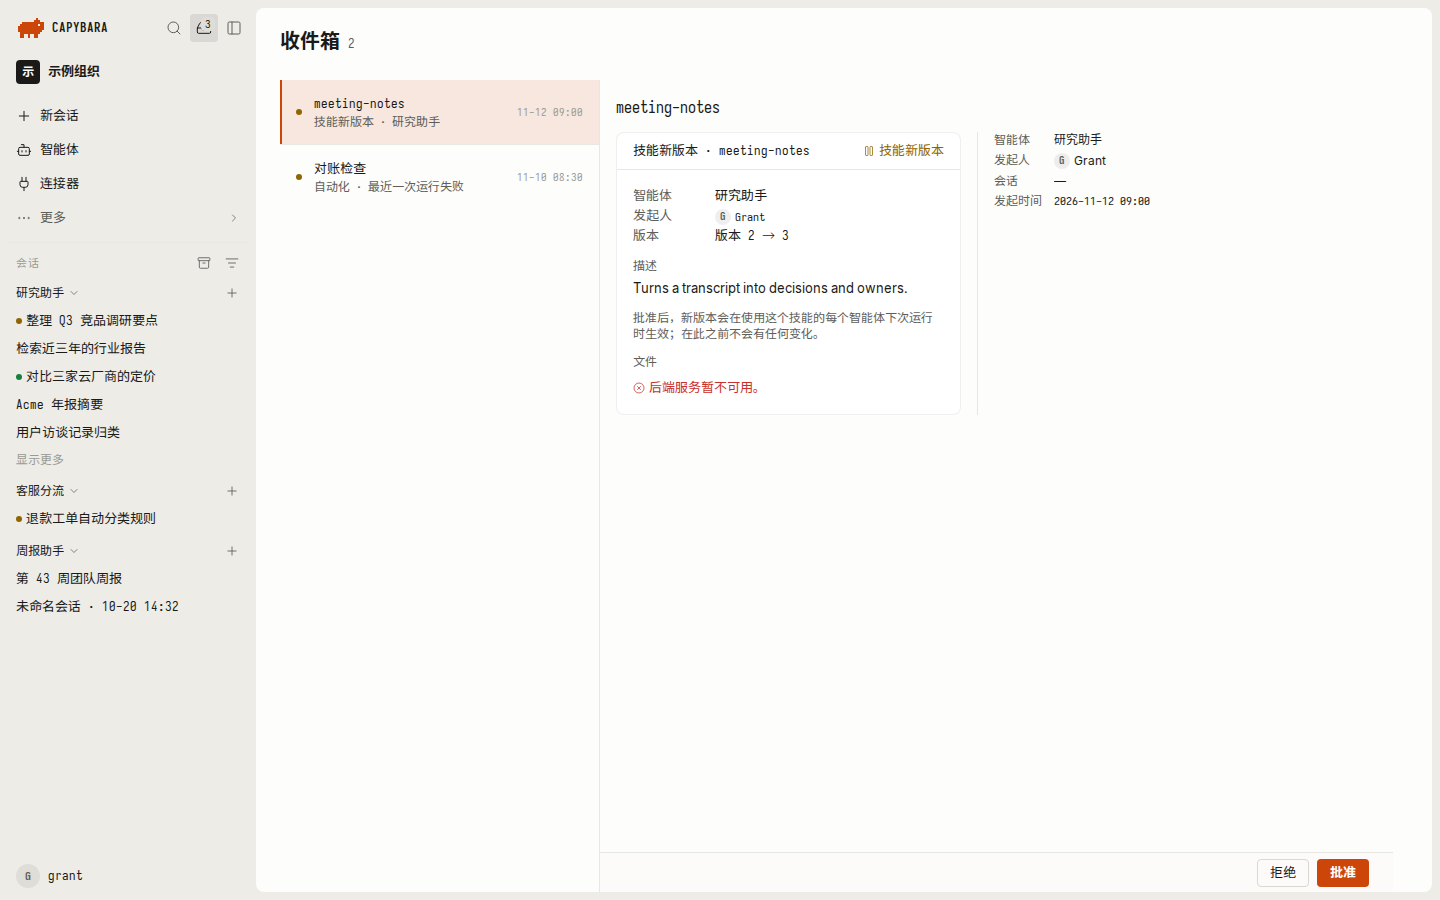 CAPYBARA
3
示 示例组织
新会话
智能体
连接器
更多
会话
研究助手
整理 Q3 竞品调研要点
检索近三年的行业报告
对比三家云厂商的定价
Acme 年报摘要
用户访谈记录归类
显示更多
客服分流
退款工单自动分类规则
周报助手
第 43 周团队周报
未命名会话 · 10-20 14:32
G grant
收件箱 2
meeting-notes
技能新版本 · 研究助手
11-12 09:00
对账检查
自动化 · 最近一次运行失败
11-10 08:30
meeting-notes
技能新版本 · meeting-notes
技能新版本
智能体 研究助手
发起人 G Grant
版本 版本 2 → 3
描述
Turns a transcript into decisions and owners.
批准后，新版本会在使用这个技能的每个智能体下次运行
时生效；在此之前不会有任何变化。
文件
后端服务暂不可用。
智能体 研究助手
发起人 G Grant
会话 —
发起时间 2026-11-12 09:00
拒绝
批准